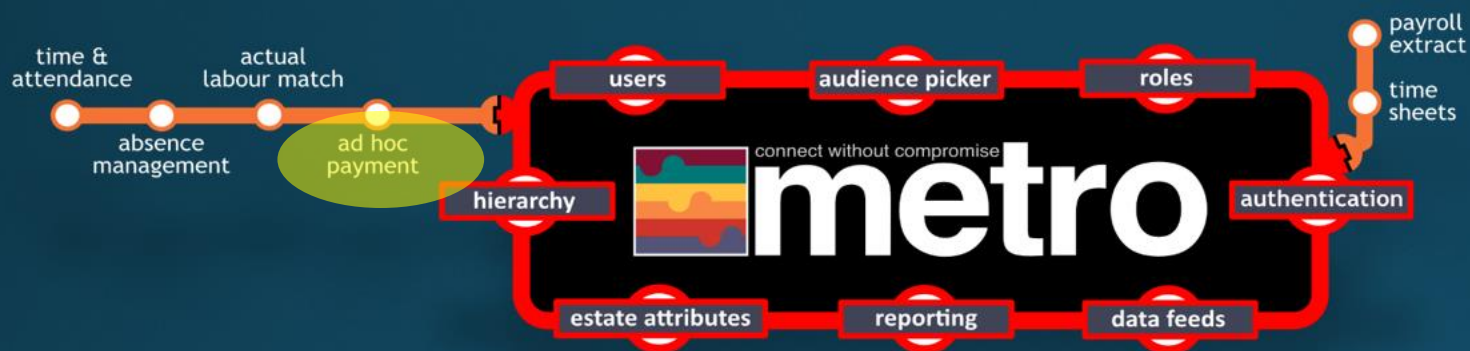 time &
attendance
absence
management
actual
labour match
ad hoc
payment
users
audience picker
roles
hierarchy
connect without compromise
metro
authentication
estate attributes
reporting
data feeds
payroll
extract
time
sheets